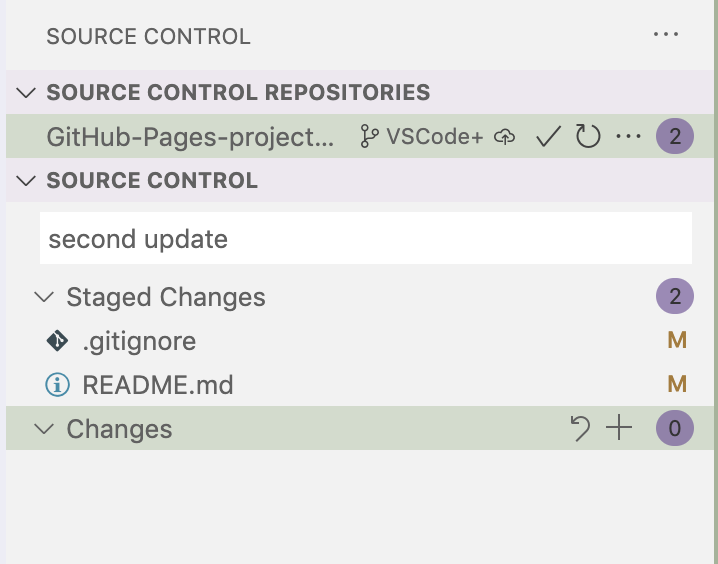 SOURCE CONTROL
SOURCE CONTROL REPOSITORIES
GitHub-Pages-project... VSCode+ 2
SOURCE CONTROL
second update
Staged Changes 2
.gitignore M
README.md M
Changes 0